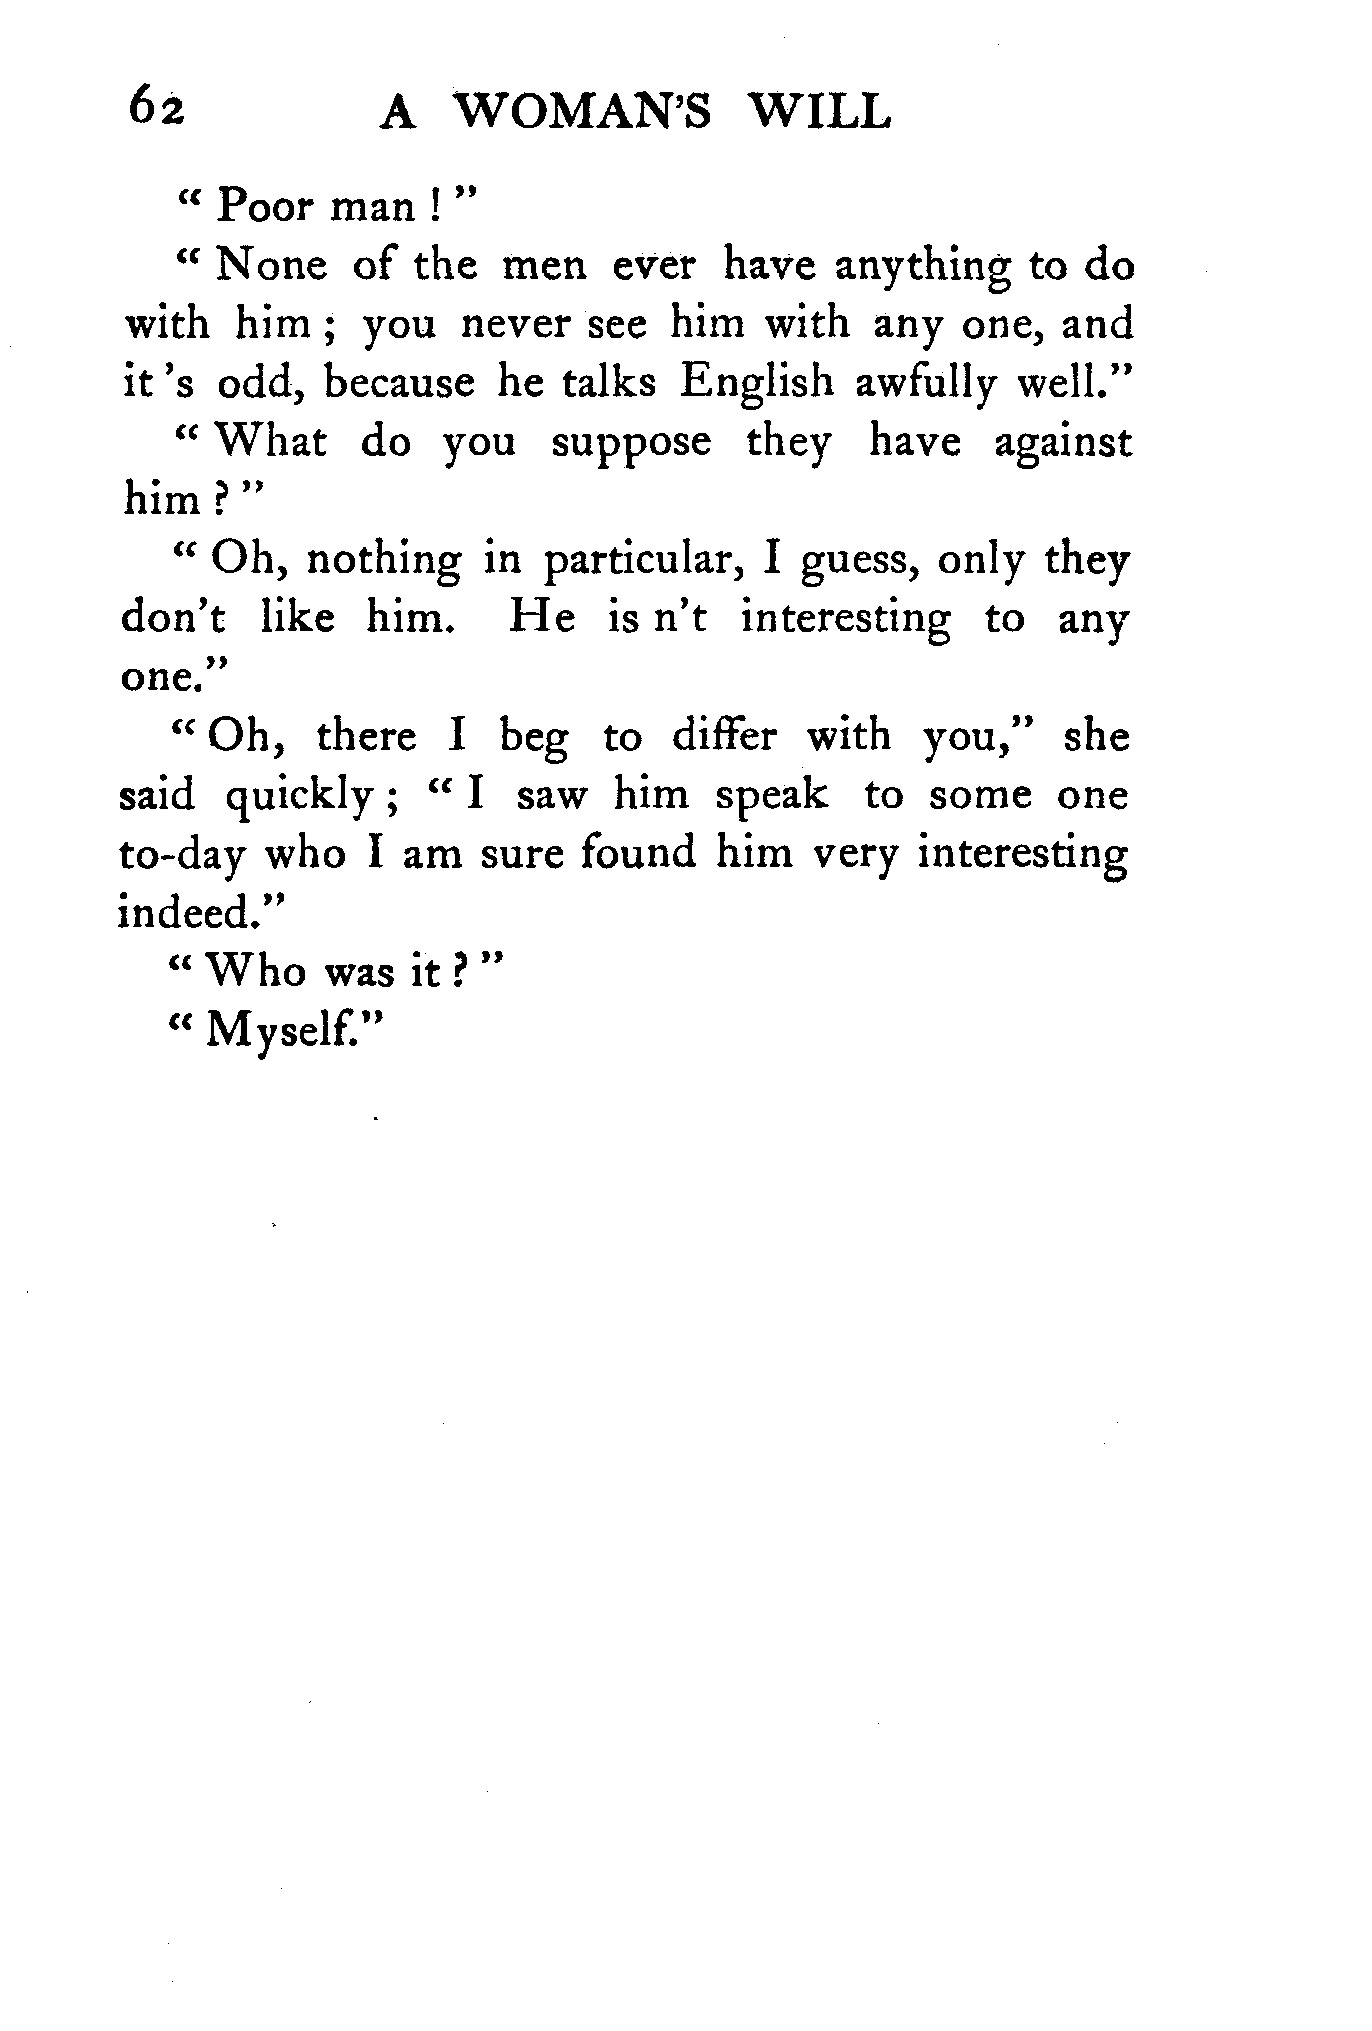 62 A WOMAN'S WILL
“ Poor man ! ”
“ None of the men ever have anything to do
with him ; you never see him with any one, and
it 's odd, because he talks English awfully well.”
“ What do you suppose they have against
him ? ”
“ Oh, nothing in particular, I guess, only they
don't like him. He is n't interesting to any
one.”
“ Oh, there I beg to differ with you,” she
said quickly ; “ I saw him speak to some one
to-day who I am sure found him very interesting
indeed.”
“ Who was it ? ”
“ Myself.”